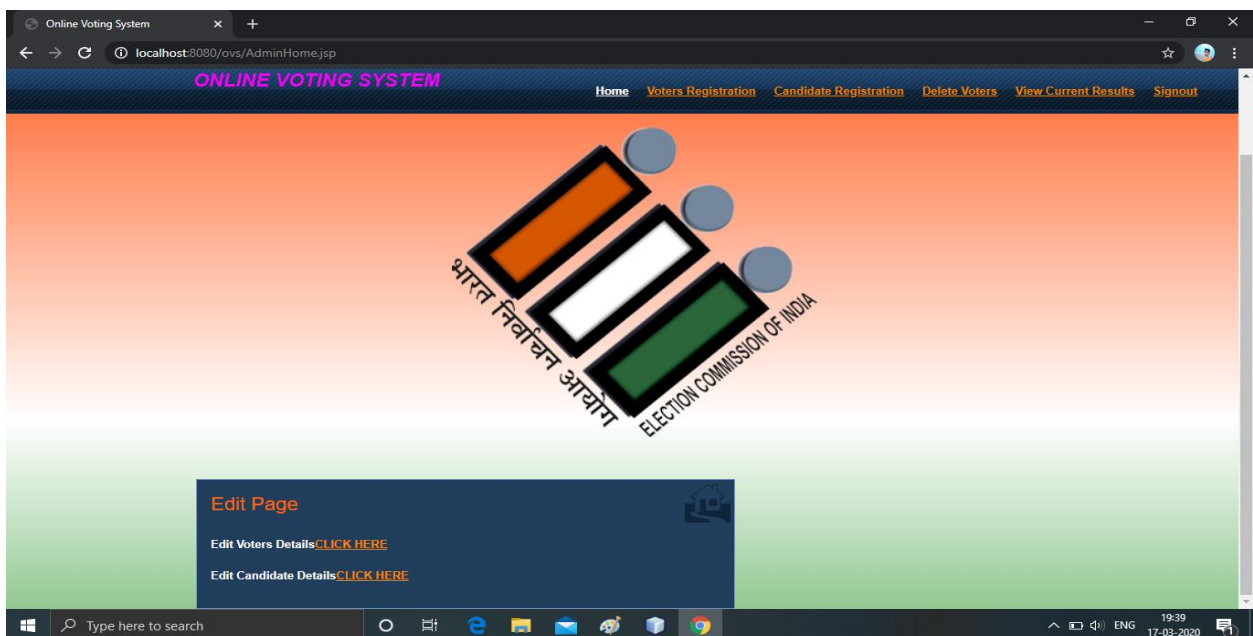 Online Voting System
localhost:8080/ovs/AdminHome.jsp
ONLINE VOTING SYSTEM
Home Voters Registration Candidate Registration Delete Voters View Current Results Signout
भारत निर्वाचन आयोग
ELECTION COMMISSION OF INDIA
Edit Page
Edit Voters DetailsCLICK HERE
Edit Candidate DetailsCLICK HERE
Type here to search
ENG
19:39
17-03-2020
1